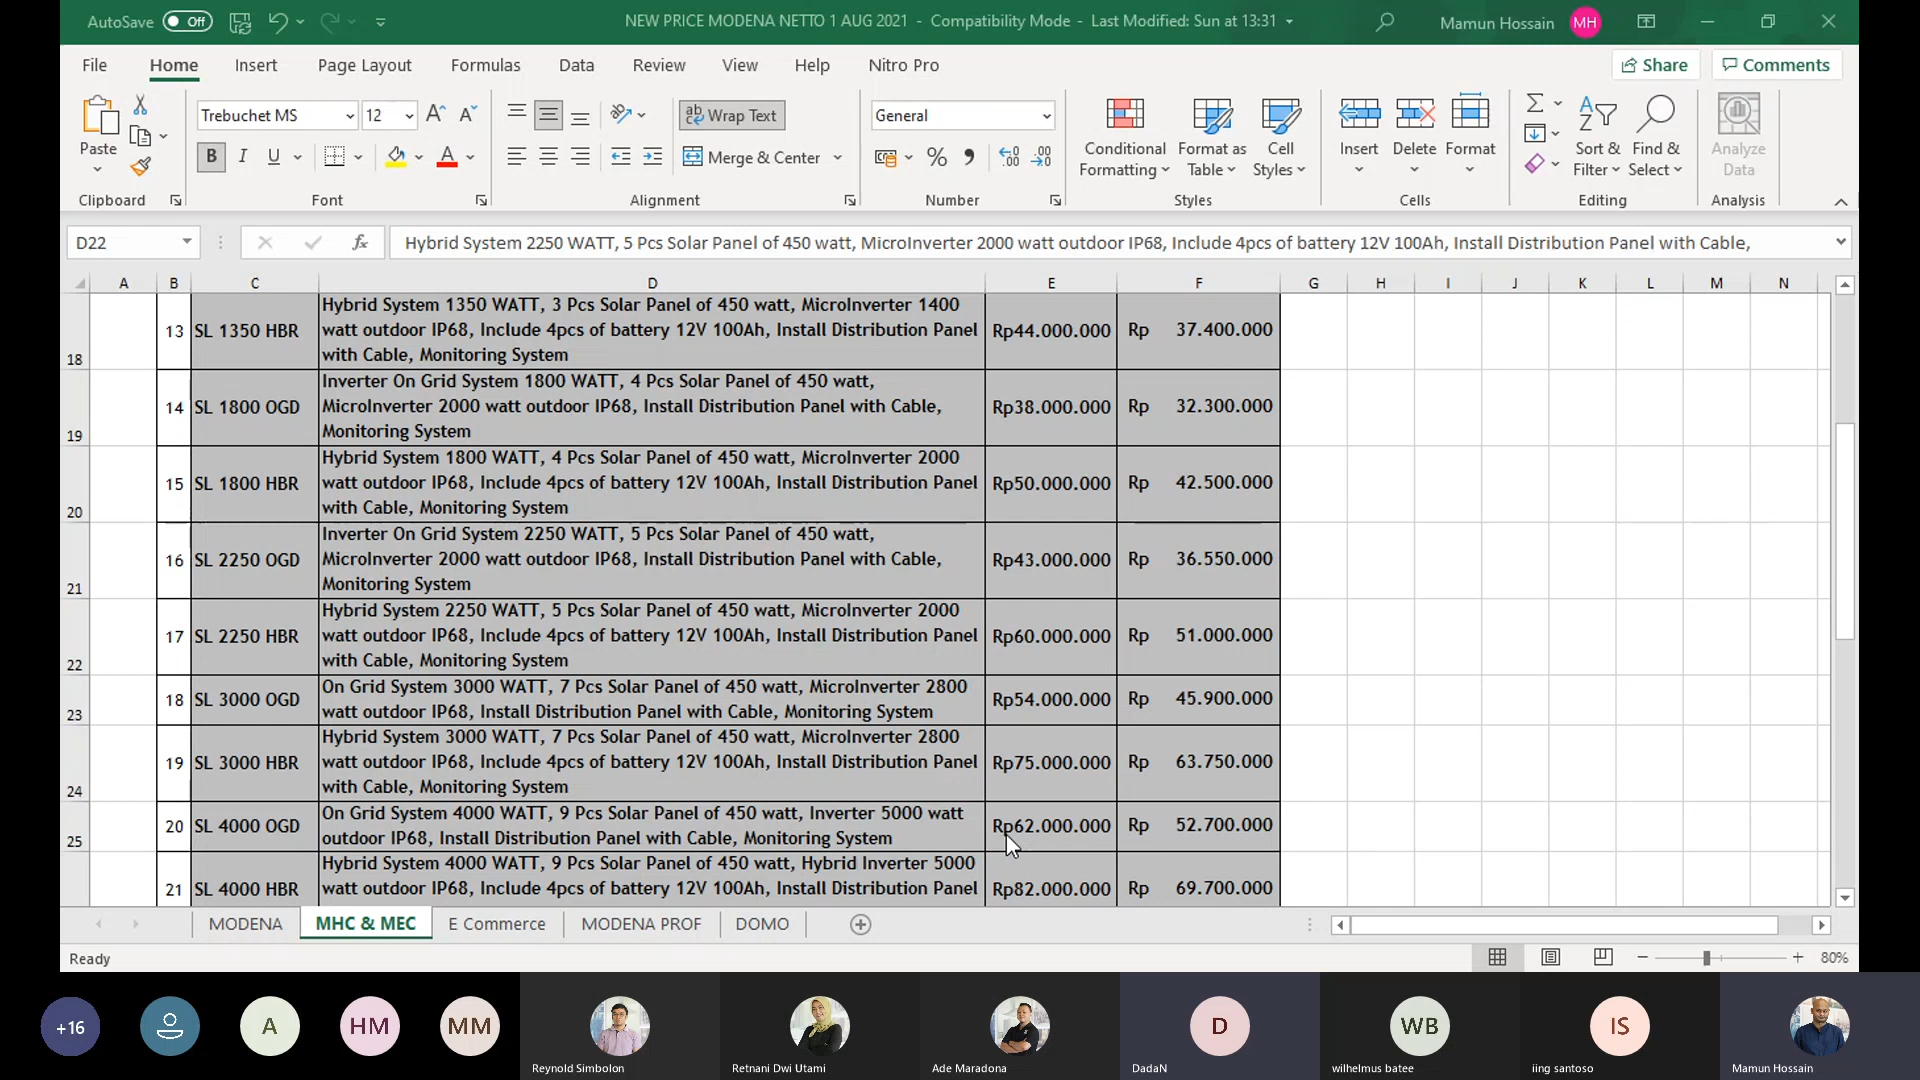 AutoSave Off NEW PRICE MODENA NETTO 1 AUG 2021 - Compatibility Mode - Last Modified: Sun at 13:31 Mamun Hossain MH
File Home Insert Page Layout Formulas Data Review View Help Nitro Pro Share Comments
Trebuchet MS 12 A A ab Wrap Text General
Paste B I U A Merge & Center % Conditional Formatting Format as Table Cell Styles Insert Delete Format Sort & Filter Find & Select Analyze Data
Clipboard Font Alignment Number Styles Cells Editing Analysis
D22 fx Hybrid System 2250 WATT, 5 Pcs Solar Panel of 450 watt, MicroInverter 2000 watt outdoor IP68, Include 4pcs of battery 12V 100Ah, Install Distribution Panel with Cable,
A B C D E F G H I J K L M N
Hybrid System 1350 WATT, 3 Pcs Solar Panel of 450 watt, MicroInverter 1400
13 SL 1350 HBR watt outdoor IP68, Include 4pcs of battery 12V 100Ah, Install Distribution Panel Rp44.000.000 Rp 37.400.000
18 with Cable, Monitoring System
Inverter On Grid System 1800 WATT, 4 Pcs Solar Panel of 450 watt,
14 SL 1800 OGD MicroInverter 2000 watt outdoor IP68, Install Distribution Panel with Cable, Rp38.000.000 Rp 32.300.000
19 Monitoring System
Hybrid System 1800 WATT, 4 Pcs Solar Panel of 450 watt, MicroInverter 2000
15 SL 1800 HBR watt outdoor IP68, Include 4pcs of battery 12V 100Ah, Install Distribution Panel Rp50.000.000 Rp 42.500.000
20 with Cable, Monitoring System
Inverter On Grid System 2250 WATT, 5 Pcs Solar Panel of 450 watt,
16 SL 2250 OGD MicroInverter 2000 watt outdoor IP68, Install Distribution Panel with Cable, Rp43.000.000 Rp 36.550.000
21 Monitoring System
Hybrid System 2250 WATT, 5 Pcs Solar Panel of 450 watt, MicroInverter 2000
17 SL 2250 HBR watt outdoor IP68, Include 4pcs of battery 12V 100Ah, Install Distribution Panel Rp60.000.000 Rp 51.000.000
22 with Cable, Monitoring System
On Grid System 3000 WATT, 7 Pcs Solar Panel of 450 watt, MicroInverter 2800
18 SL 3000 OGD Rp54.000.000 Rp 45.900.000
23 watt outdoor IP68, Install Distribution Panel with Cable, Monitoring System
Hybrid System 3000 WATT, 7 Pcs Solar Panel of 450 watt, MicroInverter 2800
19 SL 3000 HBR watt outdoor IP68, Include 4pcs of battery 12V 100Ah, Install Distribution Panel Rp75.000.000 Rp 63.750.000
24 with Cable, Monitoring System
On Grid System 4000 WATT, 9 Pcs Solar Panel of 450 watt, Inverter 5000 watt
20 SL 4000 OGD Rp62.000.000 Rp 52.700.000
25 outdoor IP68, Install Distribution Panel with Cable, Monitoring System
Hybrid System 4000 WATT, 9 Pcs Solar Panel of 450 watt, Hybrid Inverter 5000
21 SL 4000 HBR watt outdoor IP68, Include 4pcs of battery 12V 100Ah, Install Distribution Panel Rp82.000.000 Rp 69.700.000
MODENA MHC & MEC E Commerce MODENA PROF DOMO
Ready 80%
+16 A HM MM D WB IS
Reynold Simbolon Retnani Dwi Utami Ade Maradona DadaN wilhelmus batee iing santoso Mamun Hossain